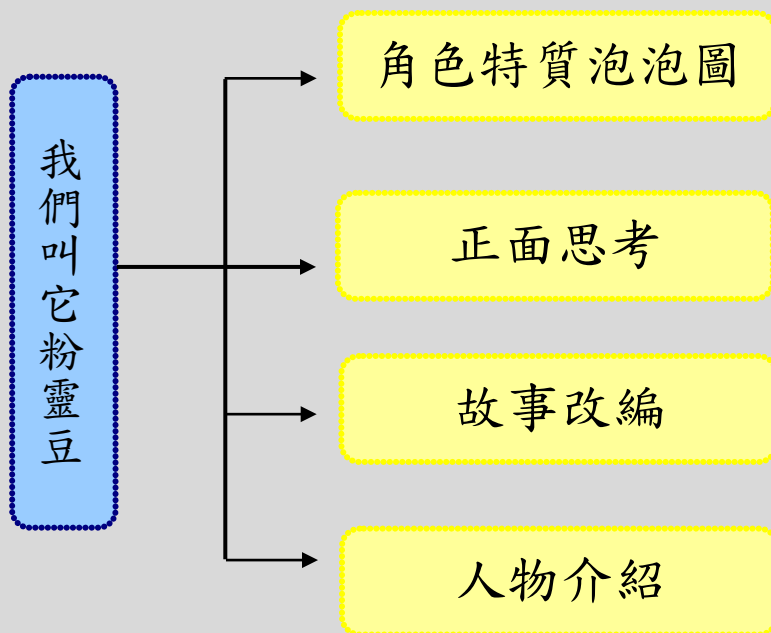 我們叫它粉靈豆
角色特質泡泡圖
正面思考
故事改編
人物介紹